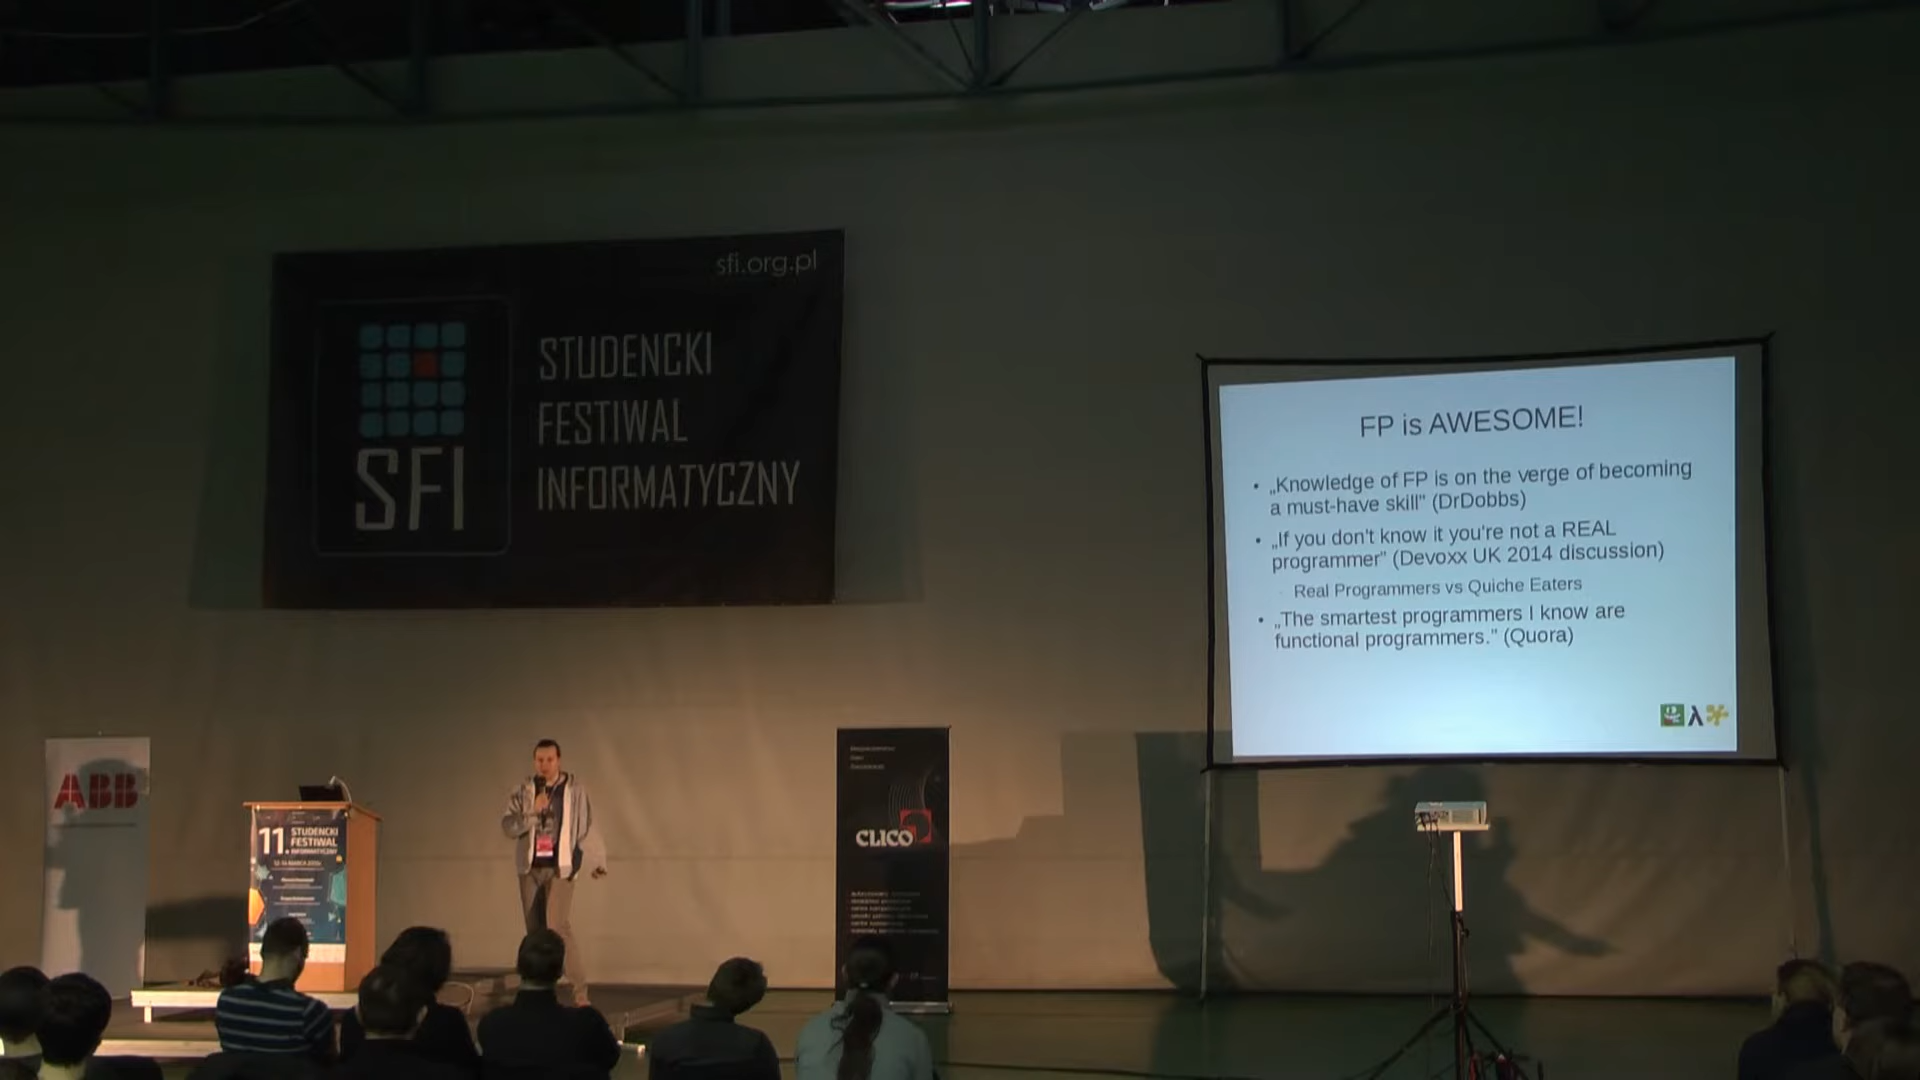 sfi.org.pl
STUDENCKI
FESTIWAL
INFORMATYCZNY
SFI
FP is AWESOME!
• „Knowledge of FP is on the verge of becoming
a must-have skill" (DrDobbs)
• „If you don't know it you're not a REAL
programmer" (Devoxx UK 2014 discussion)
Real Programmers vs Quiche Eaters
• „The smartest programmers I know are
functional programmers." (Quora)
λ
ABB
11.
STUDENCKI
FESTIWAL
INFORMATYCZNY
CLICO